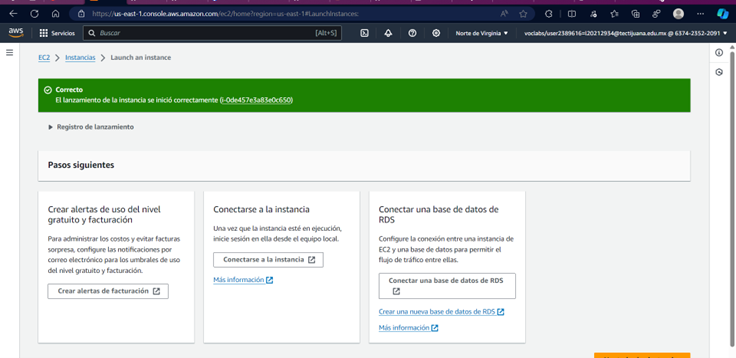 https://us-east-1.console.aws.amazon.com/ec2/home?region=us-east-1#LaunchInstances:
aws
Servicios
Buscar
[Alt+S]
Norte de Virginia
voclabs/user2389616=l20212934@tectijuana.edu.mx @ 6374-2352-2091
EC2 > Instancias > Launch an instance
Correcto
El lanzamiento de la instancia se inició correctamente (i-0de457e3a83e0c650)
Registro de lanzamiento
Pasos siguientes
Crear alertas de uso del nivel
gratuito y facturación
Para administrar los costos y evitar facturas
sorpresa, configure las notificaciones por
correo electrónico para los umbrales de uso
del nivel gratuito y facturación.
Crear alertas de facturación
Conectarse a la instancia
Una vez que la instancia esté en ejecución,
inicie sesión en ella desde el equipo local.
Conectarse a la instancia
Más información
Conectar una base de datos de
RDS
Configure la conexión entre una instancia de
EC2 y una base de datos para permitir el
flujo de tráfico entre ellas.
Conectar una base de datos de RDS
Crear una nueva base de datos de RDS
Más información